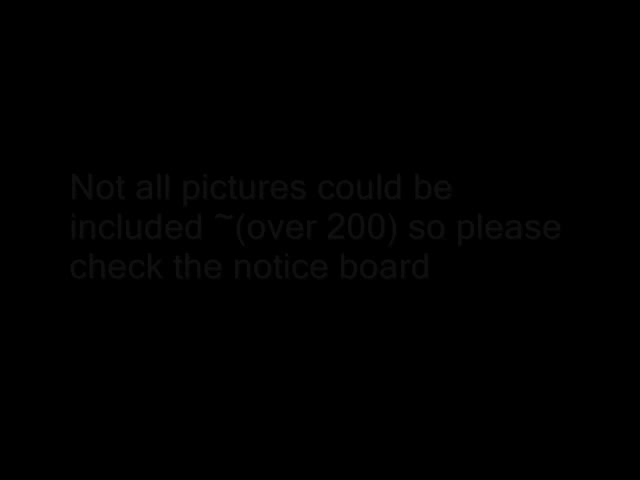 Not all pictures could be
included ~(over 200) so please
check the notice board